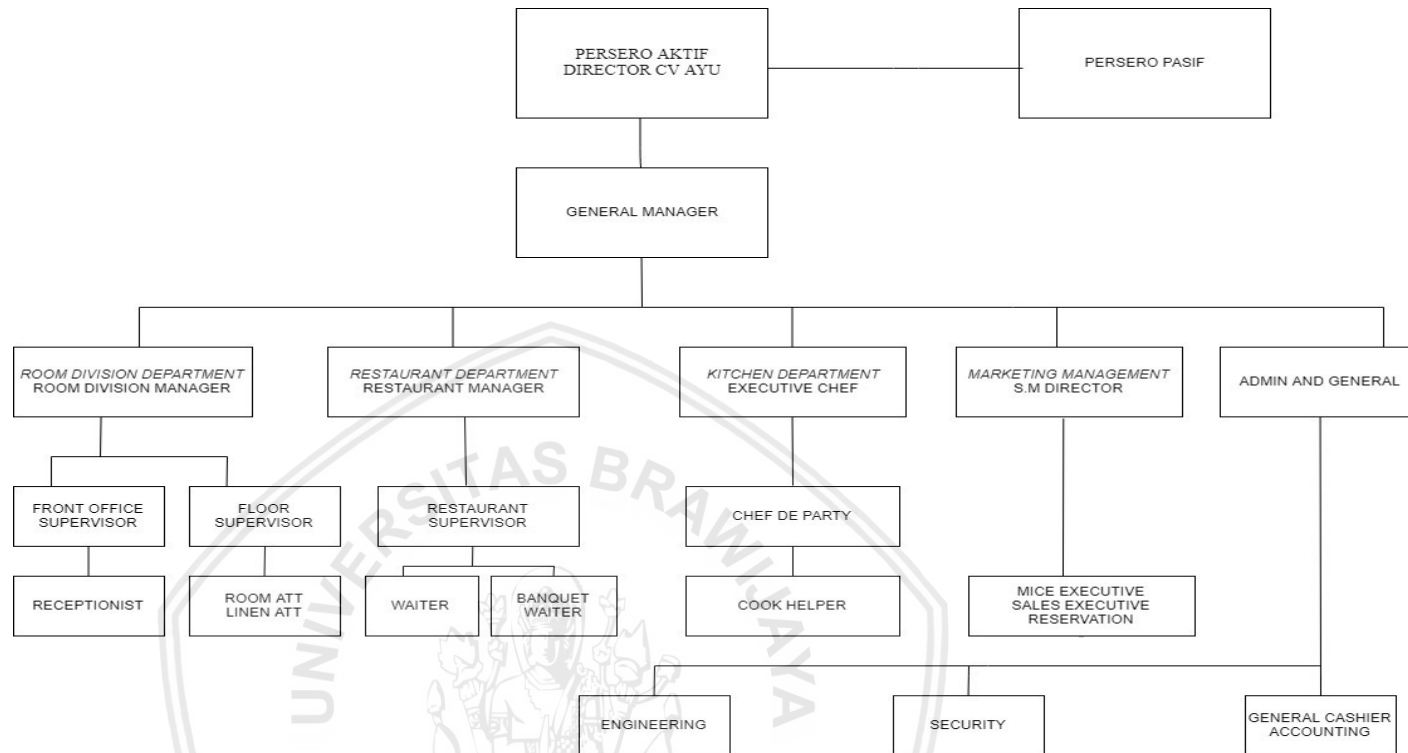 PERSERO AKTIF
DIRECTOR CV AYU
PERSERO PASIF
GENERAL MANAGER
ROOM DIVISION DEPARTMENT
ROOM DIVISION MANAGER
RESTAURANT DEPARTMENT
RESTAURANT MANAGER
KITCHEN DEPARTMENT
EXECUTIVE CHEF
MARKETING MANAGEMENT
S.M DIRECTOR
ADMIN AND GENERAL
FRONT OFFICE
SUPERVISOR
FLOOR
SUPERVISOR
RESTAURANT
SUPERVISOR
CHEF DE PARTY
RECEPTIONIST
ROOM ATT
LINEN ATT
WAITER
BANQUET
WAITER
COOK HELPER
MICE EXECUTIVE
SALES EXECUTIVE
RESERVATION
ENGINEERING
SECURITY
GENERAL CASHIER
ACCOUNTING
UNIVERSITAS BRAWIJAYA